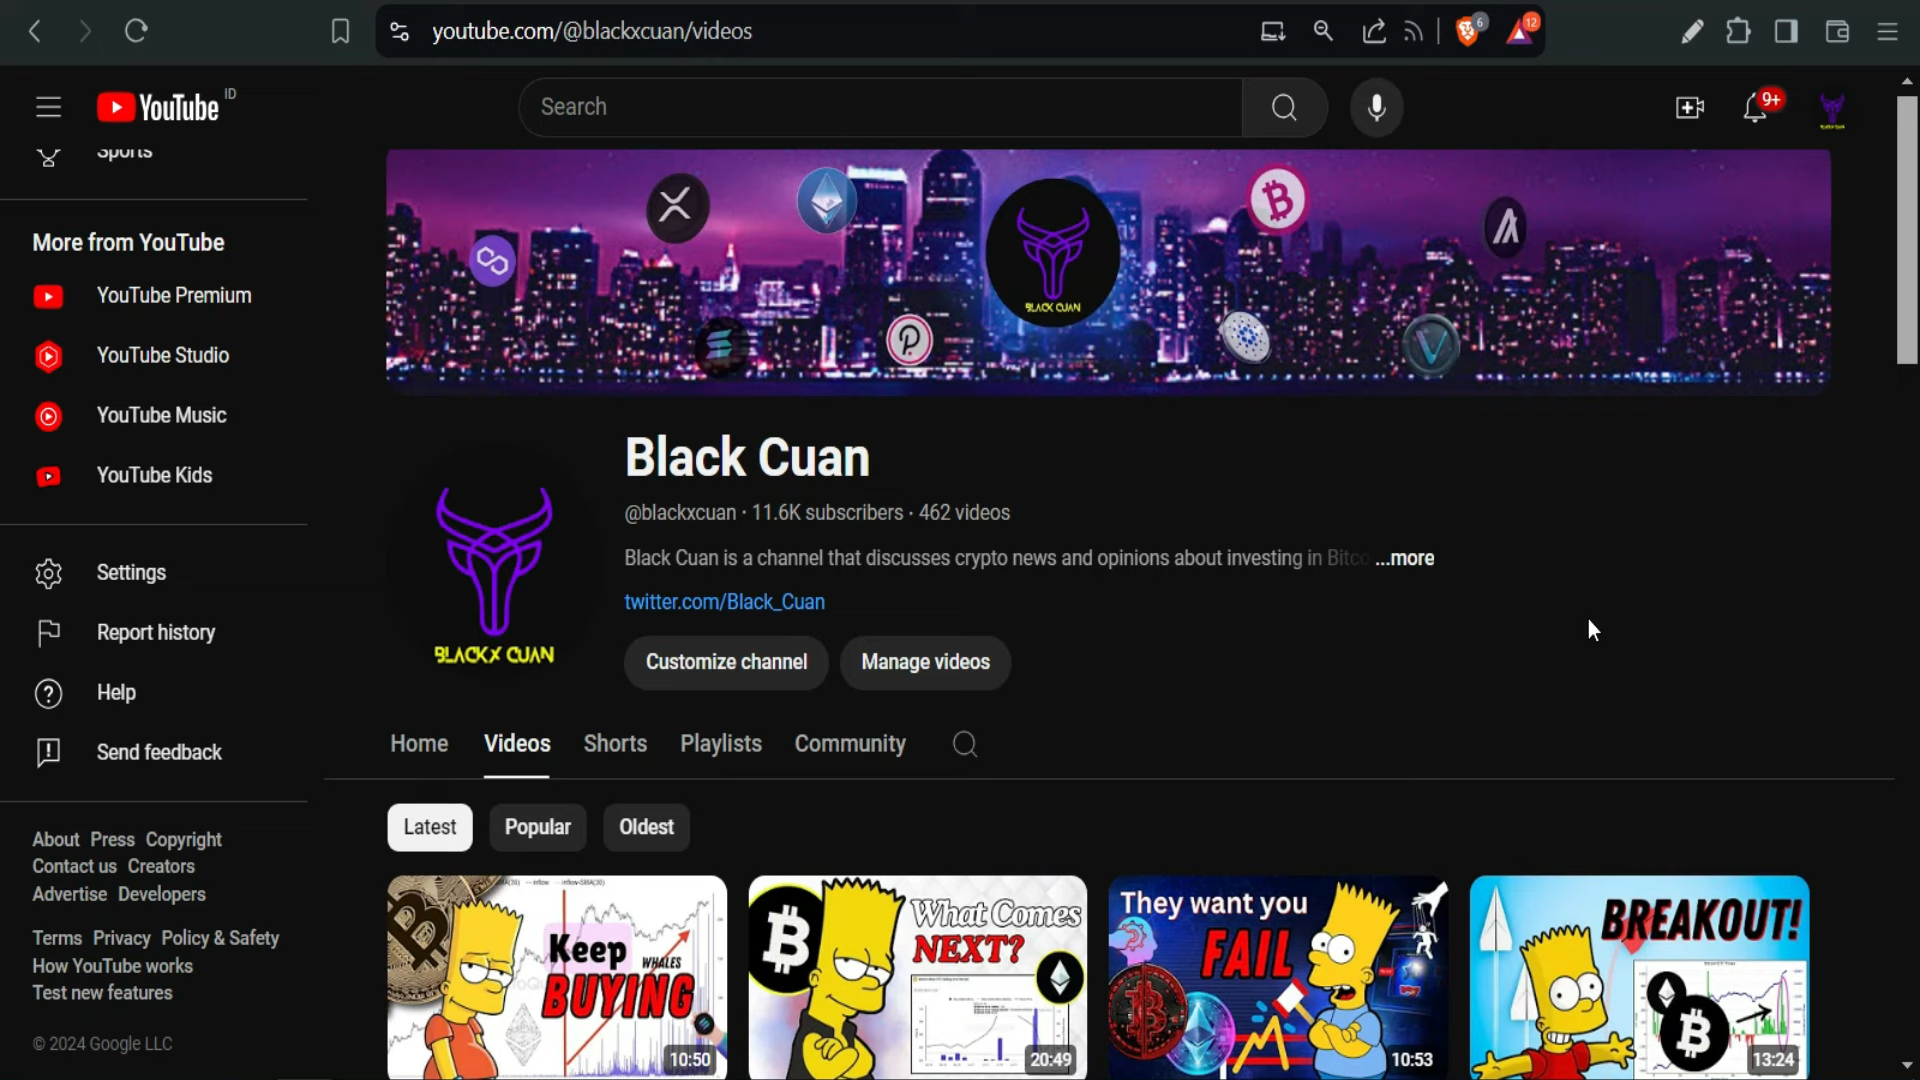 youtube.com/@blackxcuan/videos
6
12
YouTube ID
Search
9+
Sports
More from YouTube
YouTube Premium
YouTube Studio
YouTube Music
YouTube Kids
Settings
Report history
Help
Send feedback
About Press Copyright
Contact us Creators
Advertise Developers
Terms Privacy Policy & Safety
How YouTube works
Test new features
© 2024 Google LLC
BLACK CUAN
BLACKX CUAN
Black Cuan
@blackxcuan · 11.6K subscribers · 462 videos
Black Cuan is a channel that discusses crypto news and opinions about investing in Bitco ...more
twitter.com/Black_Cuan
Customize channel
Manage videos
Home
Videos
Shorts
Playlists
Community
Latest
Popular
Oldest
Keep
WHALES
BUYING
10:50
What Comes
NEXT?
20:49
They want you
FAIL
10:53
BREAKOUT!
13:24